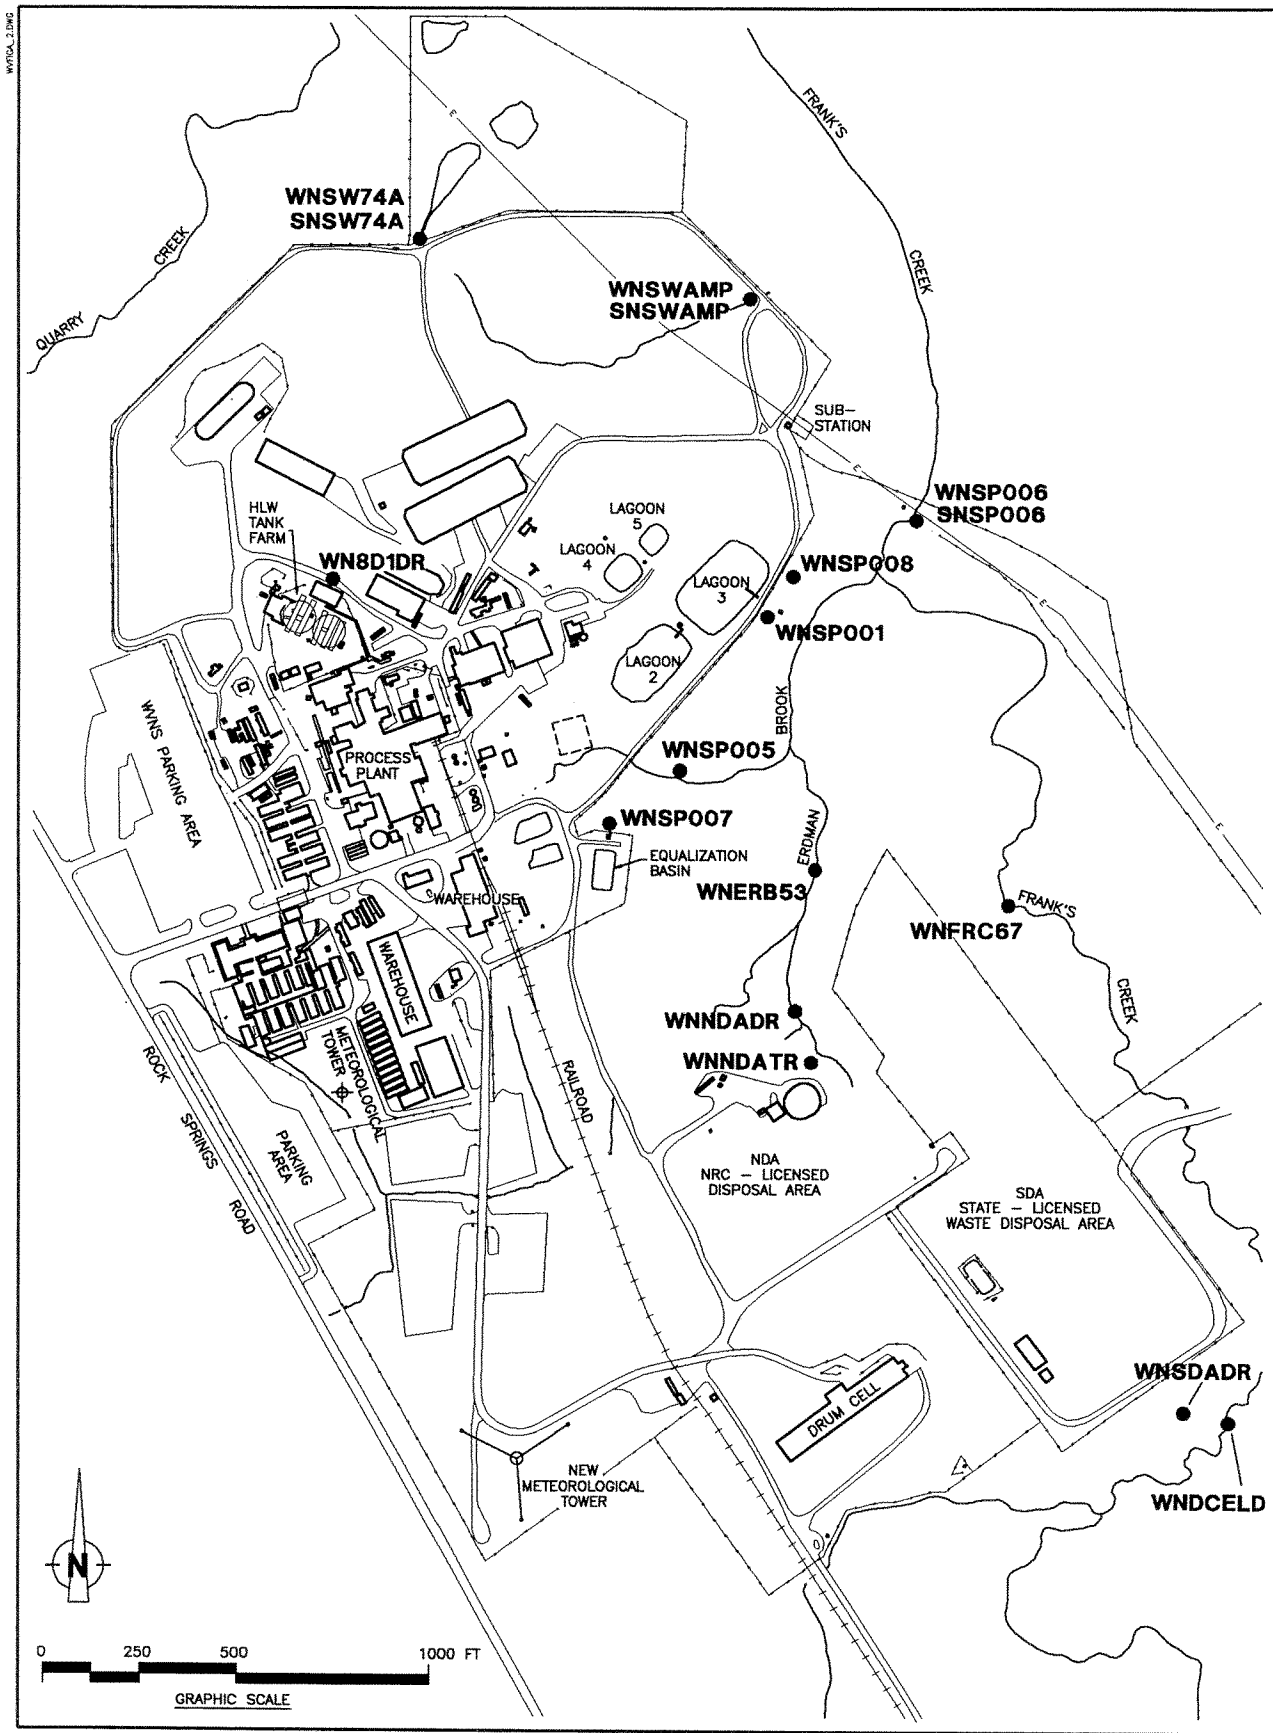 WVFIGA_2.DWG
FRANK'S
CREEK
WNSW74A
SNSW74A
CREEK
QUARRY
E
WNSWAMP
SNSWAMP
SUB-
STATION
E
WNSP006
SNSP006
HLW
TANK
FARM
LAGOON
5
LAGOON
4
WN8D1DR
WNSP008
LAGOON
3
E
WNSP001
LAGOON
2
BROOK
WVNS PARKING AREA
PROCESS
PLANT
WNSP005
WNSP007
E
ERDMAN
EQUALIZATION
BASIN
WNERB53
WAREHOUSE
FRANK'S
WNFRC67
WAREHOUSE
CREEK
WNNDADR
WNNDATR
METEOROLOGICAL
TOWER
RAILROAD
ROCK
SPRINGS
ROAD
PARKING
AREA
NDA
NRC - LICENSED
DISPOSAL AREA
SDA
STATE - LICENSED
WASTE DISPOSAL AREA
WNSDADR
DRUM CELL
NEW
METEOROLOGICAL
TOWER
WNDCELD
N
0 250 500 1000 FT
GRAPHIC SCALE